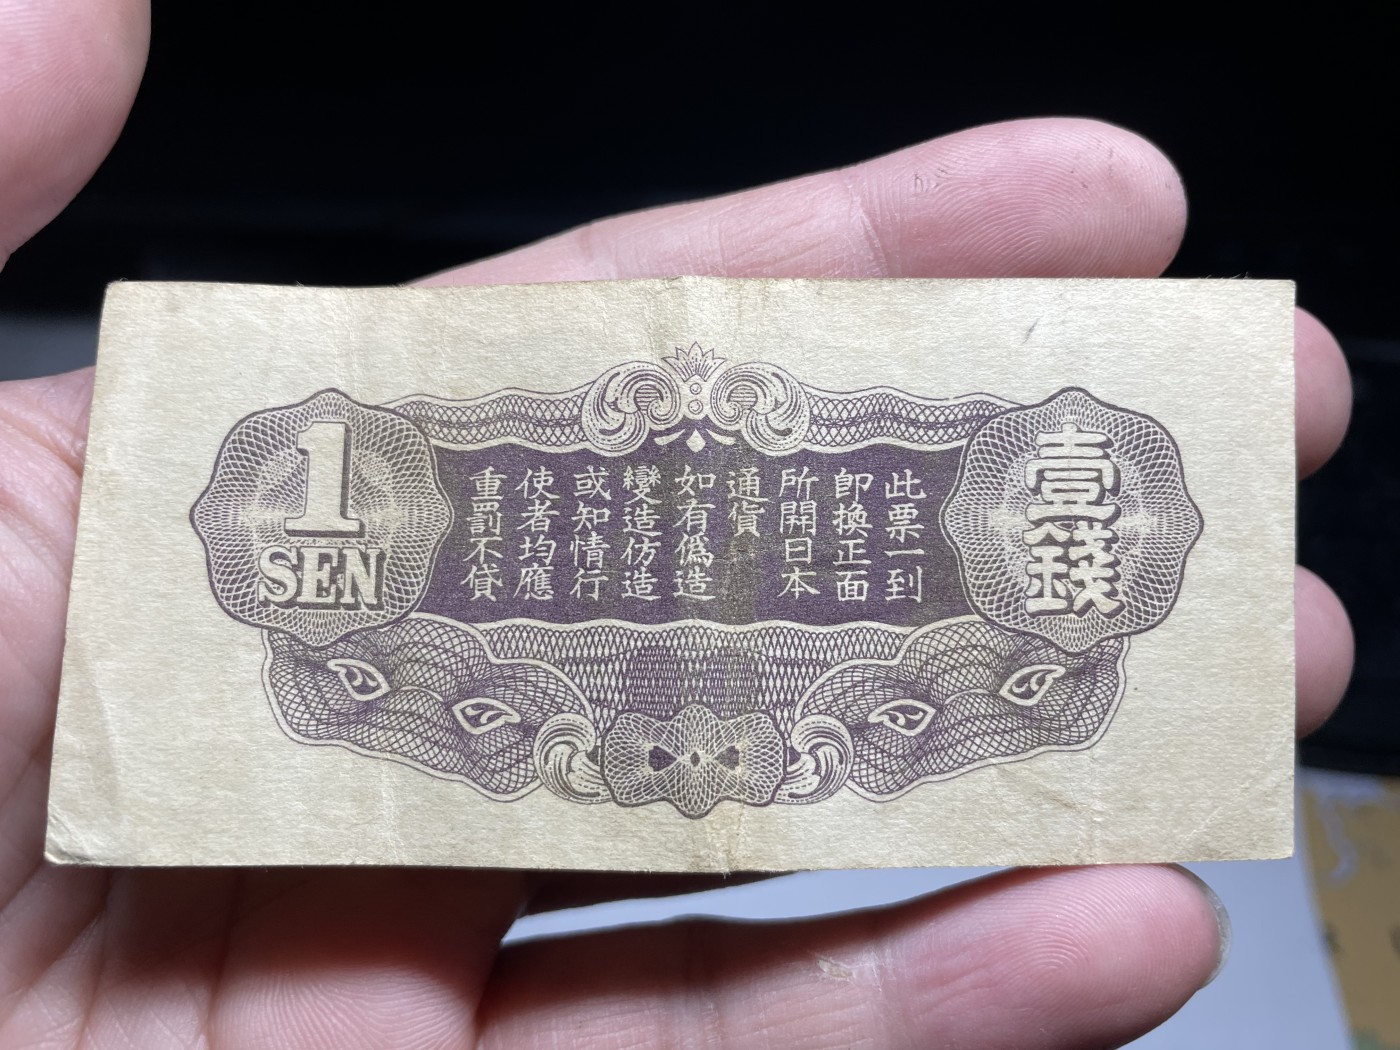 壹錢
此票一到
即換正面
所開日本
通貨
如有僞造
變造仿造
或知情行
使者均應
重罰不貸
1
SEN